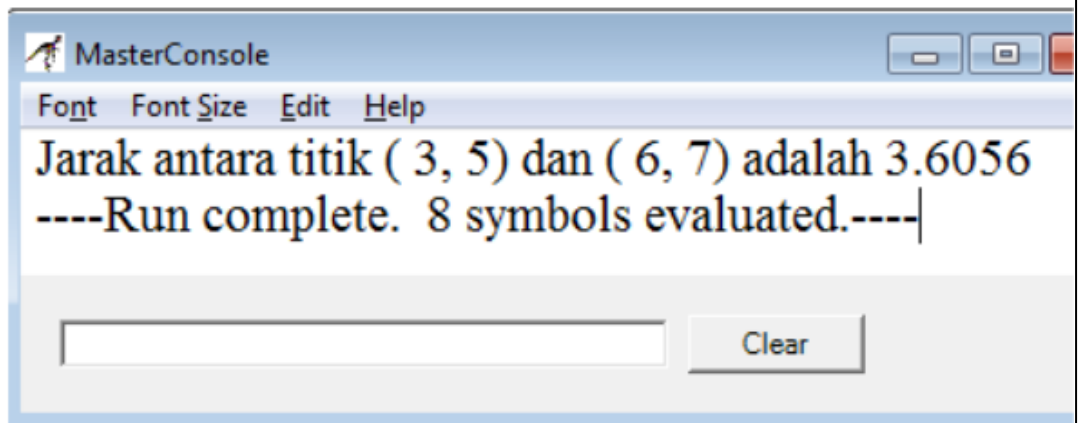 MasterConsole
Font Font Size Edit Help
Jarak antara titik ( 3, 5) dan ( 6, 7) adalah 3.6056
----Run complete.  8 symbols evaluated.----
Clear